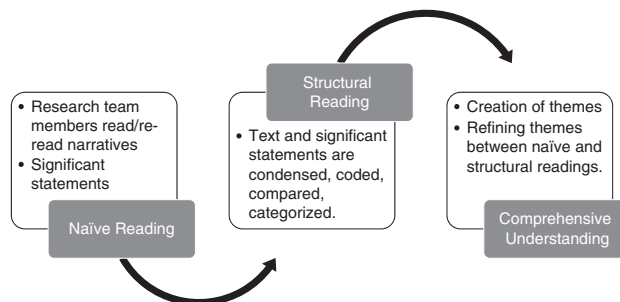 • Research team
members read/re-
read narratives
• Significant
statements
Naïve Reading
Structural
Reading
• Text and significant
statements are
condensed, coded,
compared,
categorized.
• Creation of themes
• Refining themes
between naïve and
structural readings.
Comprehensive
Understanding